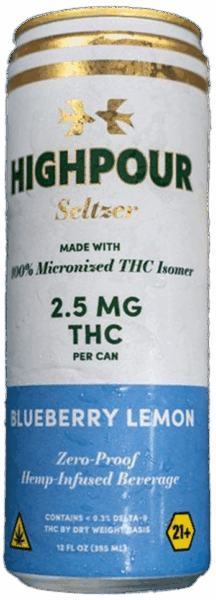 HIGHPOUR
Seltzer
MADE WITH
100% Micronized THC Isomer
2.5 MG
THC
PER CAN
BLUEBERRY LEMON
Zero-Proof
Hemp-Infused Beverage
CONTAINS < 0.3% DELTA-9
THC BY DRY WEIGHT BASIS
12 FL OZ (355 ML)
21+